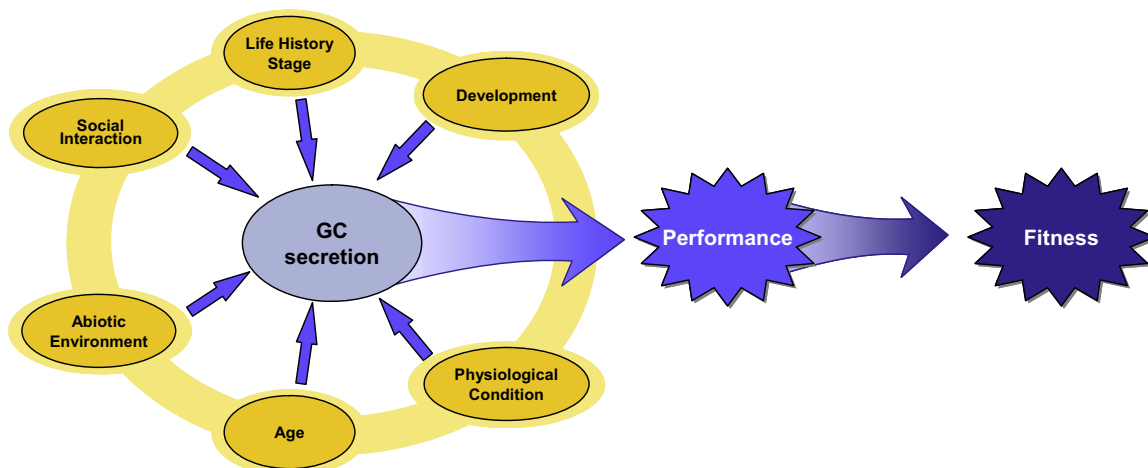 Life History
Stage
Development
Social
Interaction
GC
secretion
Performance
Fitness
Abiotic
Environment
Physiological
Condition
Age